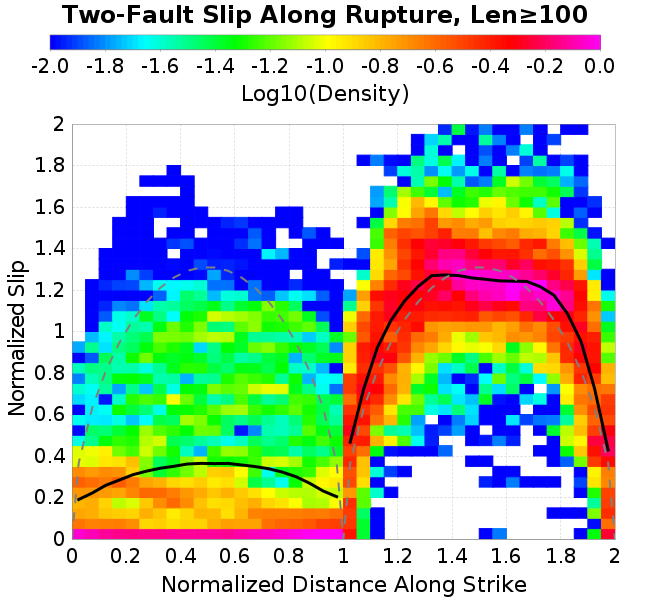 Two-Fault Slip Along Rupture, Len≥100
-2.0 -1.8 -1.6 -1.4 -1.2 -1.0 -0.8 -0.6 -0.4 -0.2 0.0
Log10(Density)
2
1.8
1.6
1.4
1.2
1
0.8
0.6
0.4
0.2
0
Normalized Slip
0 0.2 0.4 0.6 0.8 1 1.2 1.4 1.6 1.8 2
Normalized Distance Along Strike